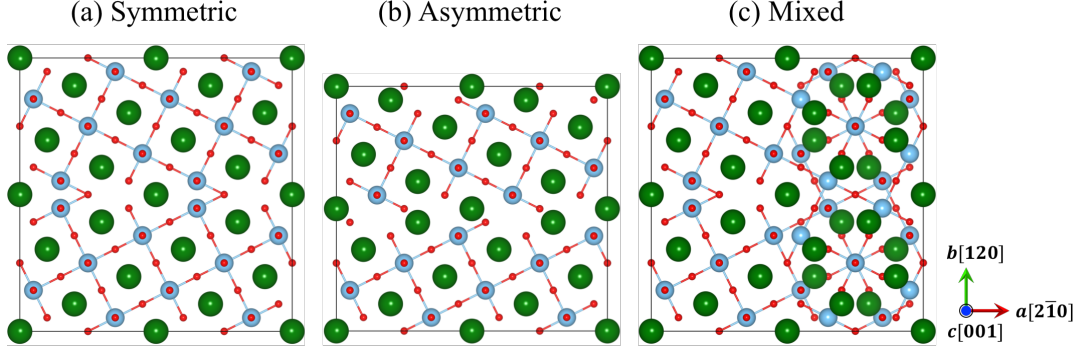 (a) Symmetric
(b) Asymmetric
(c) Mixed
b[120]
a[21̄0]
c[001]